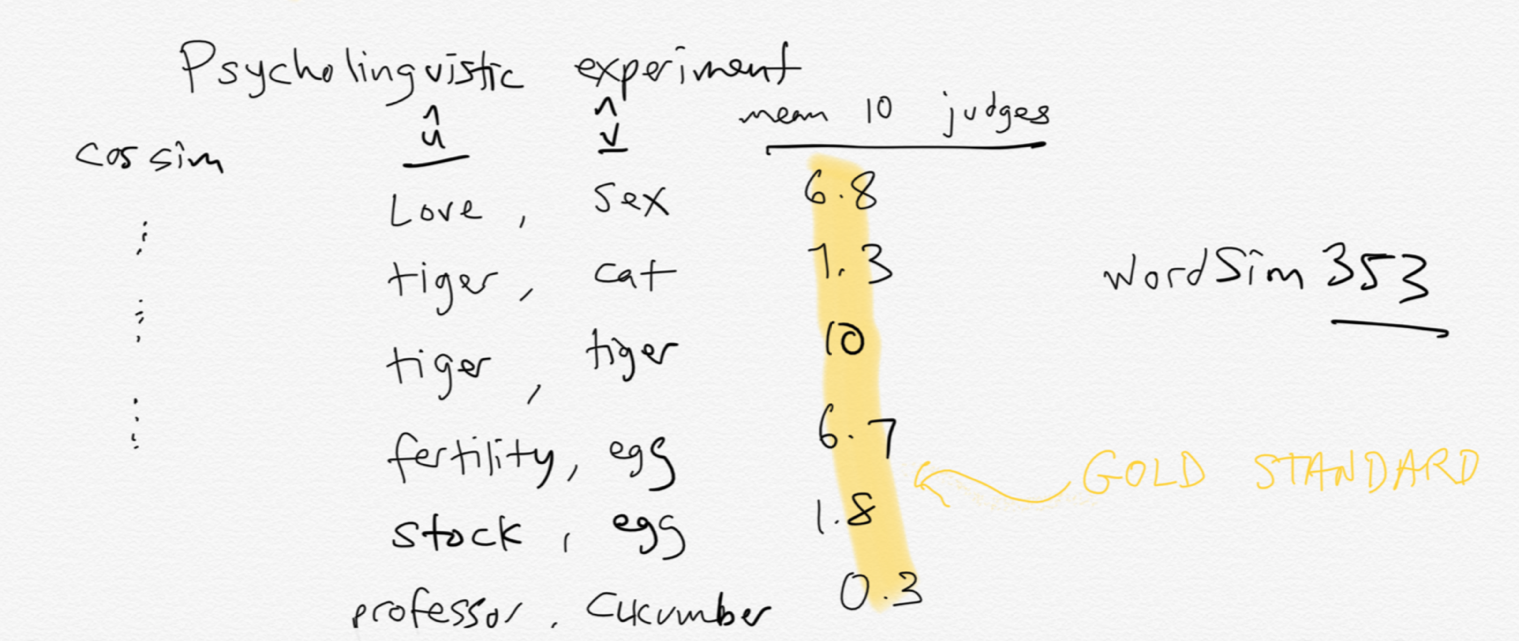 Psycholinguistic experiment
cos sim û v̂ mean 10 judges
Love, sex 6.8
tiger, cat 7.3
wordSim 353
tiger, tiger 10
fertility, egg 6.7
GOLD STANDARD
stock, egg 1.8
professor, cucumber 0.3